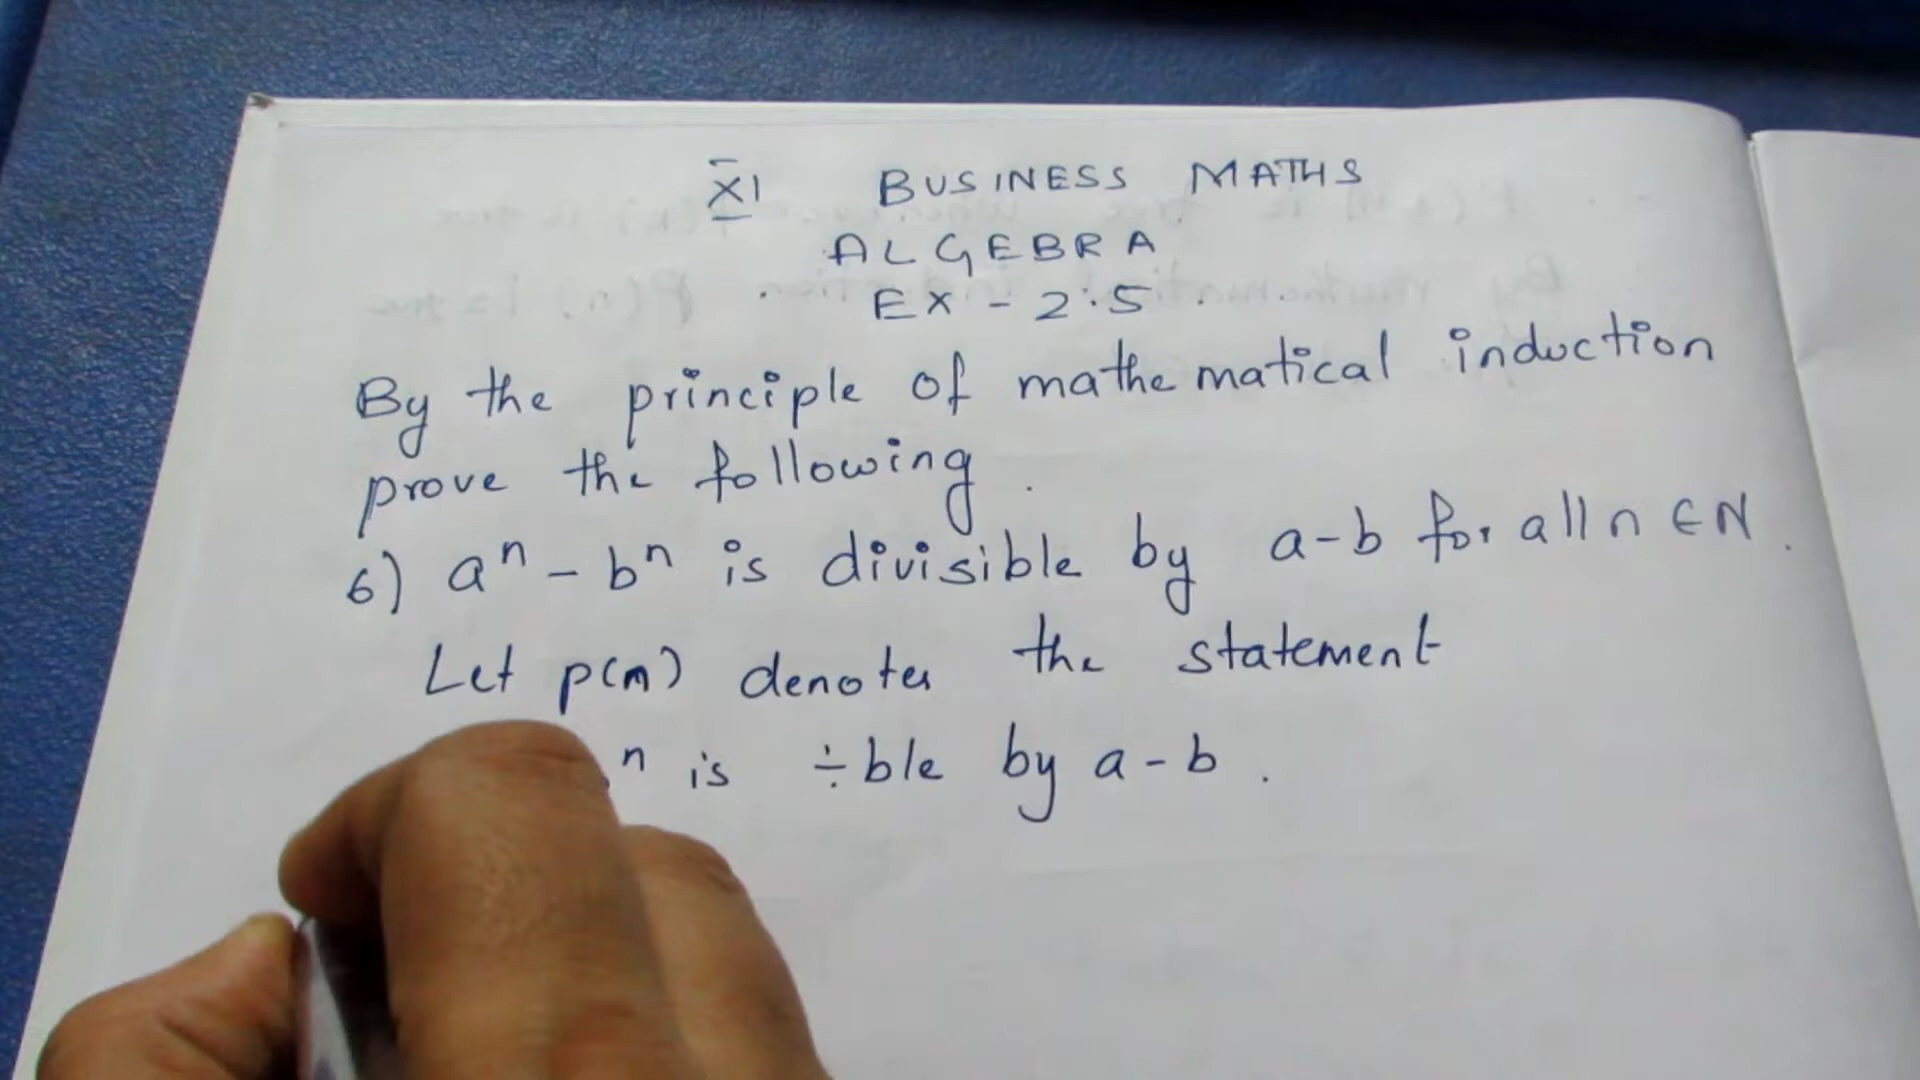 XI BUSINESS MATHS
ALGEBRA
EX - 2.5
By the principle of mathematical induction
prove the following.
6) aⁿ - bⁿ is divisible by a-b for all n ∈ N.
Let p(n) denotes the statement
ⁿ is ÷ble by a-b.